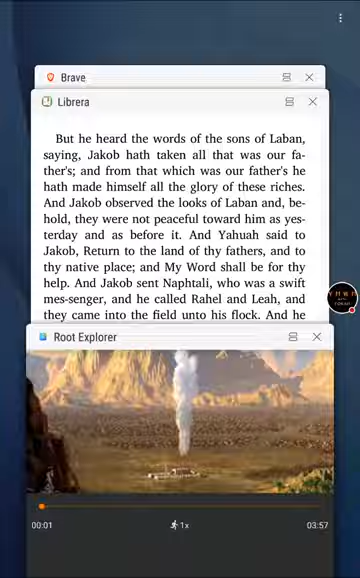 Brave
Librera
But he heard the words of the sons of Laban,
saying, Jakob hath taken all that was our fa-
ther's; and from that which was our father's he
hath made himself all the glory of these riches.
And Jakob observed the looks of Laban and, be-
hold, they were not peaceful toward him as yes-
terday and as before it. And Yahuah said to
Jakob, Return to the land of thy fathers, and to
thy native place; and My Word shall be for thy
help. And Jakob sent Naphtali, who was a swift
mes-senger, and he called Rahel and Leah, and
they came into the field unto his flock. And he
Root Explorer
00:01
1x
03:57